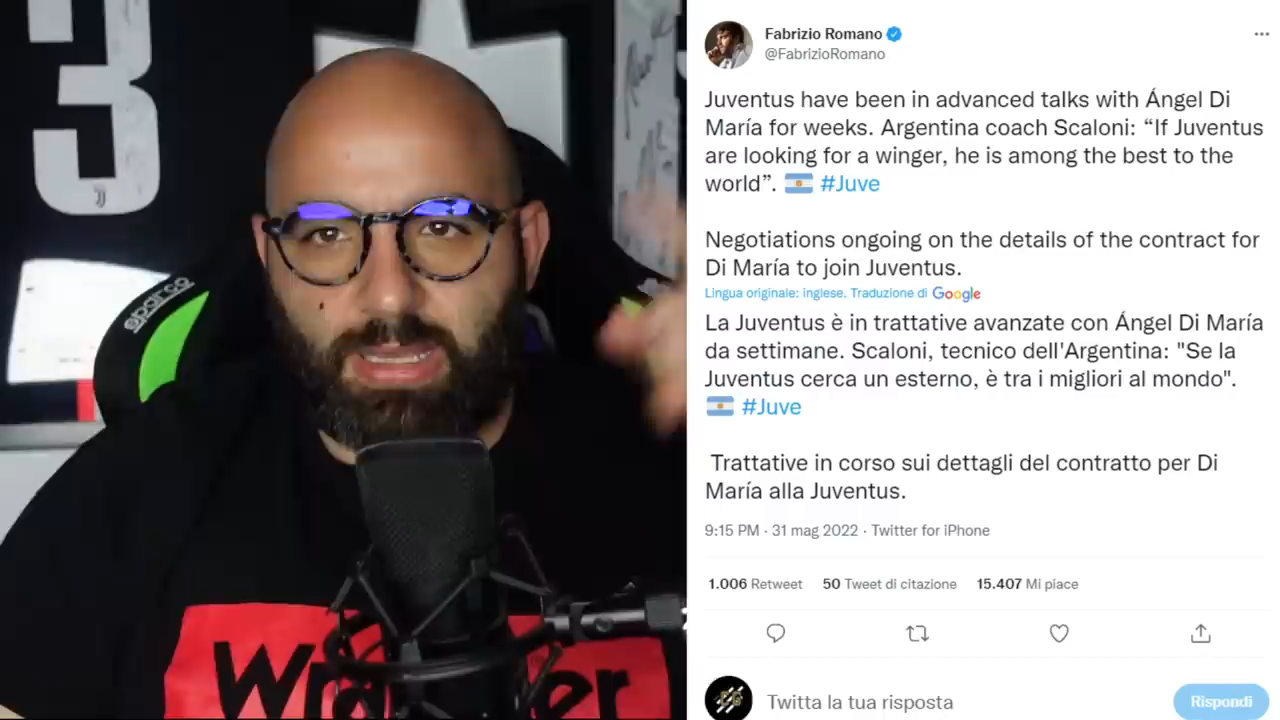 3
sparco
Wra er
Fabrizio Romano
@FabrizioRomano
Juventus have been in advanced talks with Ángel Di
María for weeks. Argentina coach Scaloni: “If Juventus
are looking for a winger, he is among the best to the
world”. 🇦🇷 #Juve
Negotiations ongoing on the details of the contract for
Di María to join Juventus.
Lingua originale: inglese. Traduzione di Google
La Juventus è in trattative avanzate con Ángel Di María
da settimane. Scaloni, tecnico dell'Argentina: "Se la
Juventus cerca un esterno, è tra i migliori al mondo".
🇦🇷 #Juve
Trattative in corso sui dettagli del contratto per Di
María alla Juventus.
9:15 PM · 31 mag 2022 · Twitter for iPhone
1.006 Retweet 50 Tweet di citazione 15.407 Mi piace
Twitta la tua risposta
Rispondi